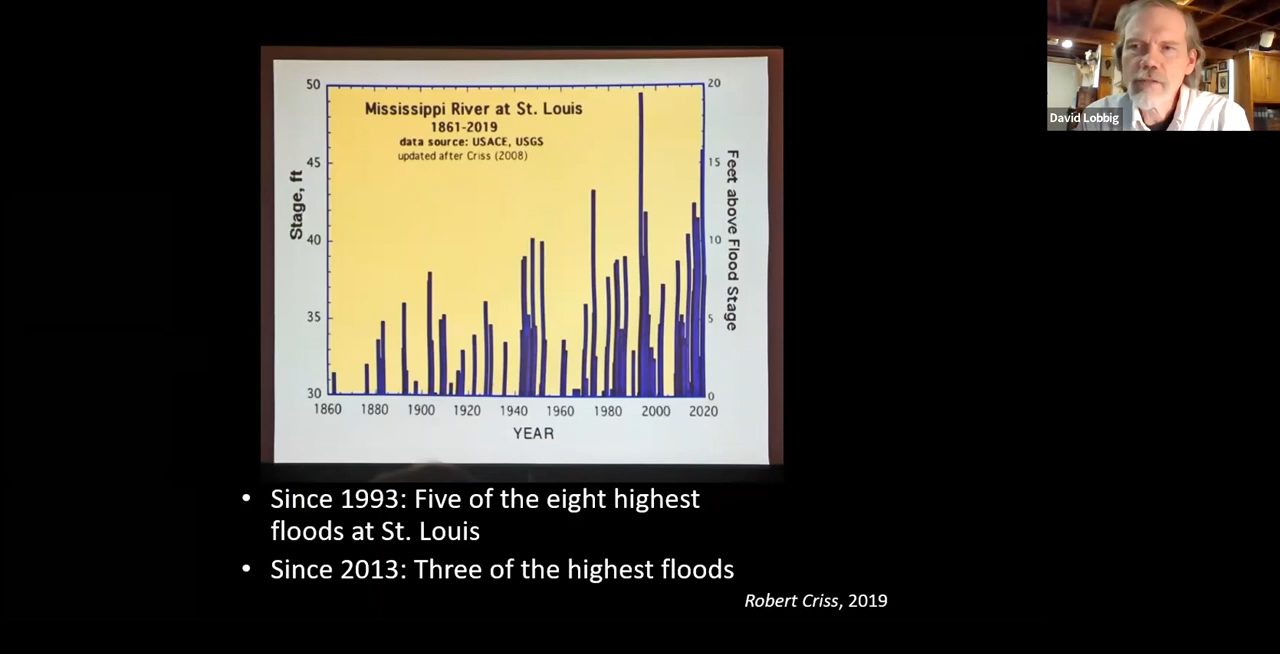 David Lobbig
Mississippi River at St. Louis
1861-2019
data source: USACE, USGS
updated after Criss (2008)
Stage, ft
50
45
40
35
30
20
15
10
5
0
Feet above Flood Stage
1860 1880 1900 1920 1940 1960 1980 2000 2020
YEAR
• Since 1993: Five of the eight highest
floods at St. Louis
• Since 2013: Three of the highest floods
Robert Criss, 2019